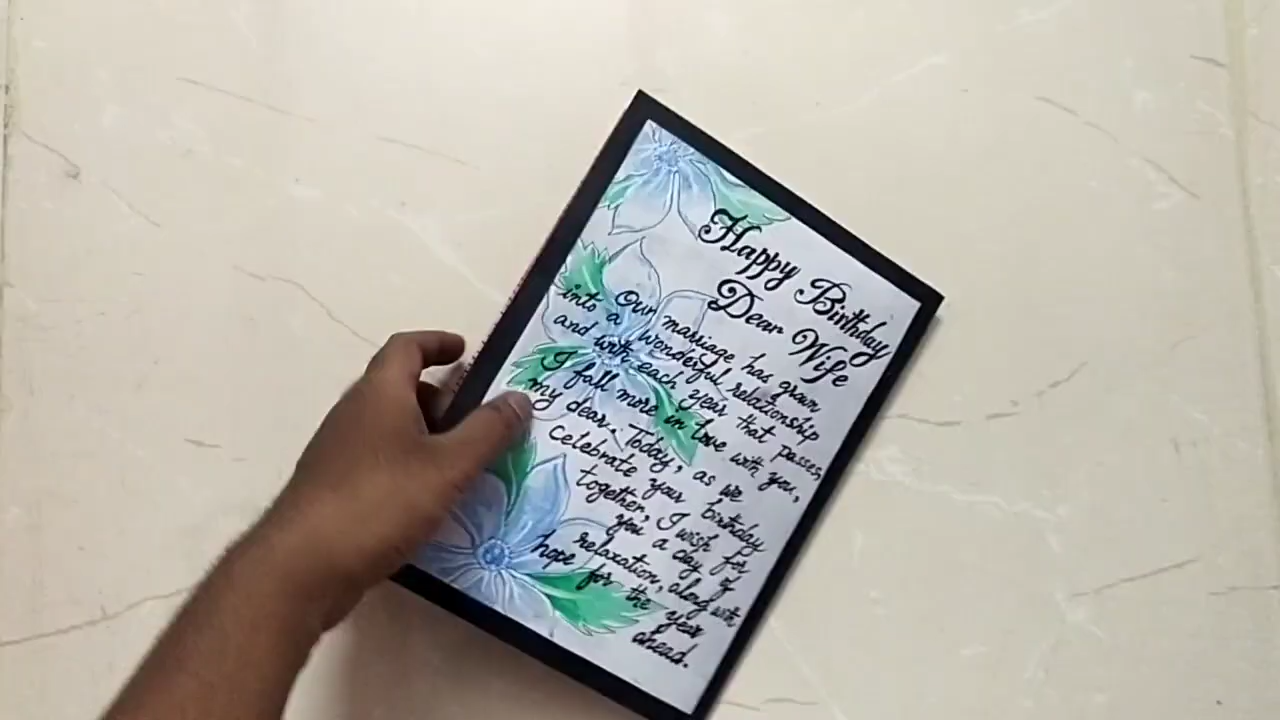 Happy Birthday
Dear Wife
Our marriage has grown
into a wonderful relationship
and with each year that passes,
I fall more in love with you,
my dear. Today, as we
celebrate your birthday
together, I wish for
you a day of
relaxation, along with
hope for the year
ahead.